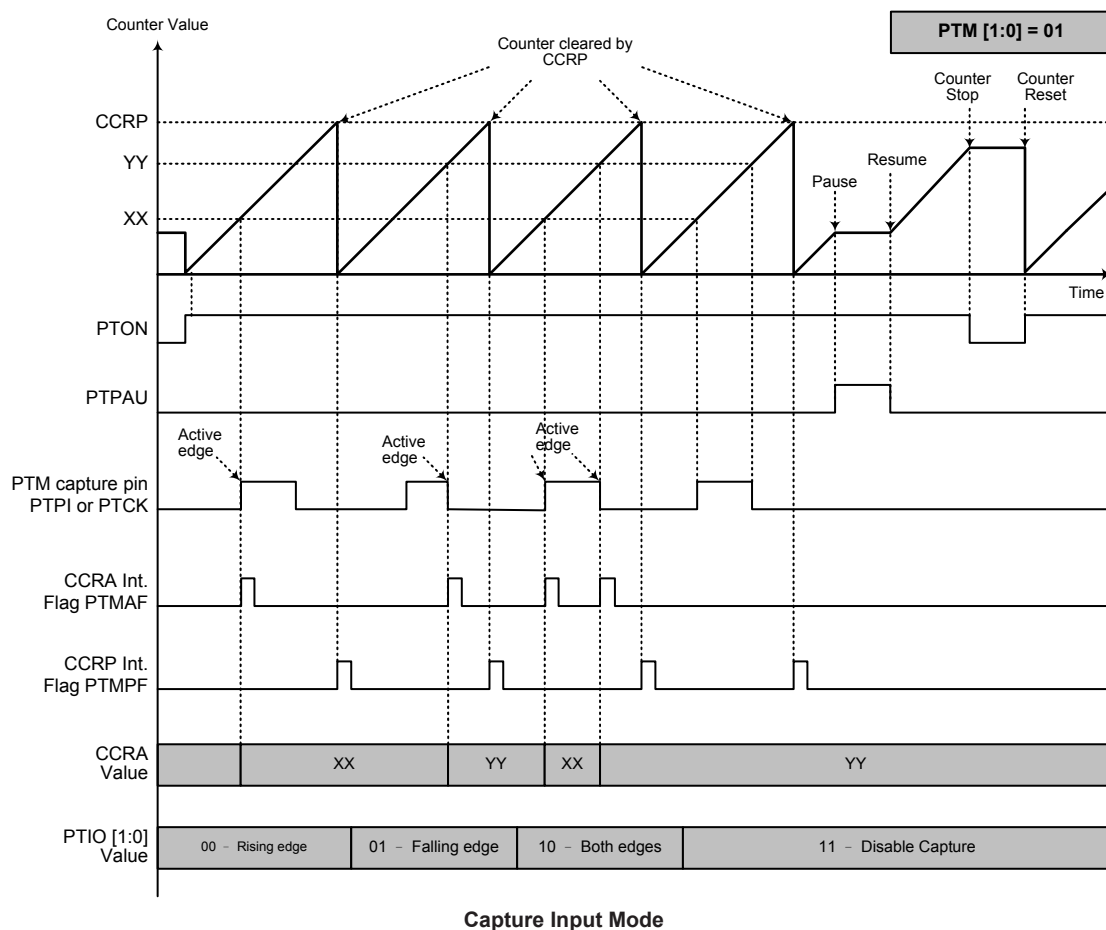 Counter Value
PTM [1:0] = 01
Counter cleared by
CCRP
Counter
Stop
Counter
Reset
CCRP
YY
Resume
Pause
XX
Time
PTON
PTPAU
Active
edge
Active
edge
Active
edge
PTM capture pin
PTPI or PTCK
CCRA Int.
Flag PTMAF
CCRP Int.
Flag PTMPF
CCRA
Value
XX
YY
XX
YY
PTIO [1:0]
Value
00 – Rising edge
01 – Falling edge
10 – Both edges
11 – Disable Capture
Capture Input Mode